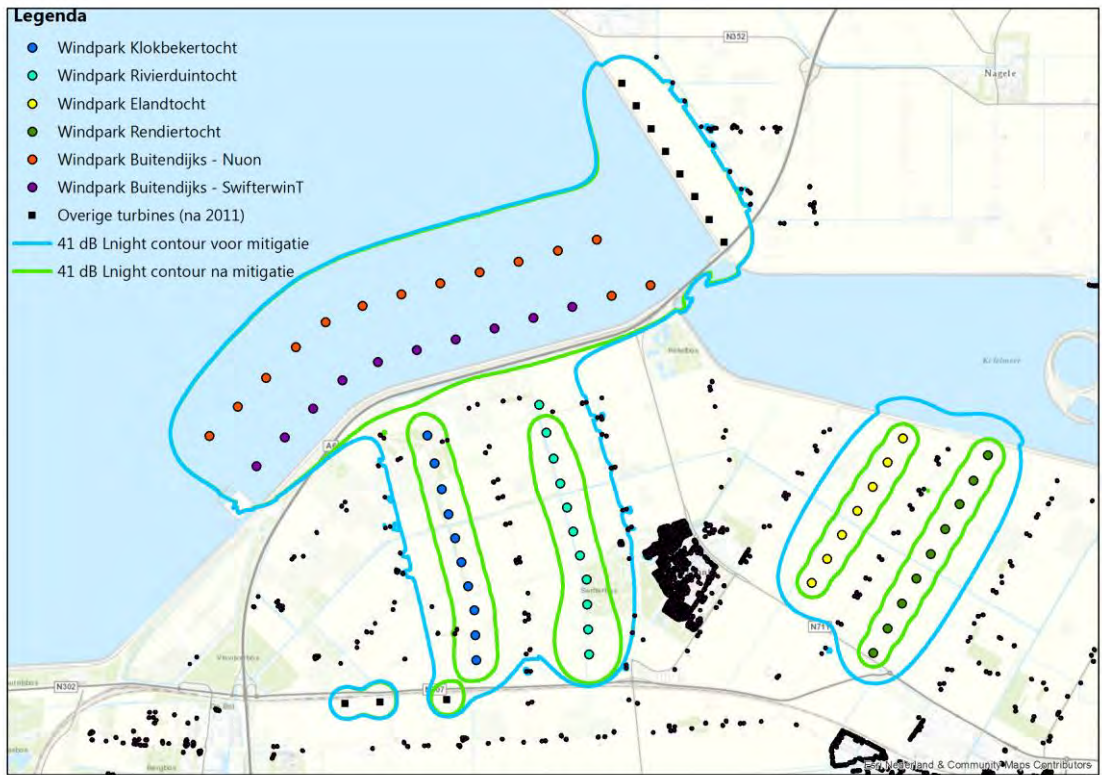 Legenda
Windpark Klokbekertocht
Windpark Rivierduintocht
Windpark Elandtocht
Windpark Rendiertocht
Windpark Buitendijks - Nuon
Windpark Buitendijks - SwifterwinT
Overige turbines (na 2011)
41 dB Lnight contour voor mitigatie
41 dB Lnight contour na mitigatie
N352
Nagele
Ketelmeer
N711
N302
Esri Nederland & Community Maps Contributors